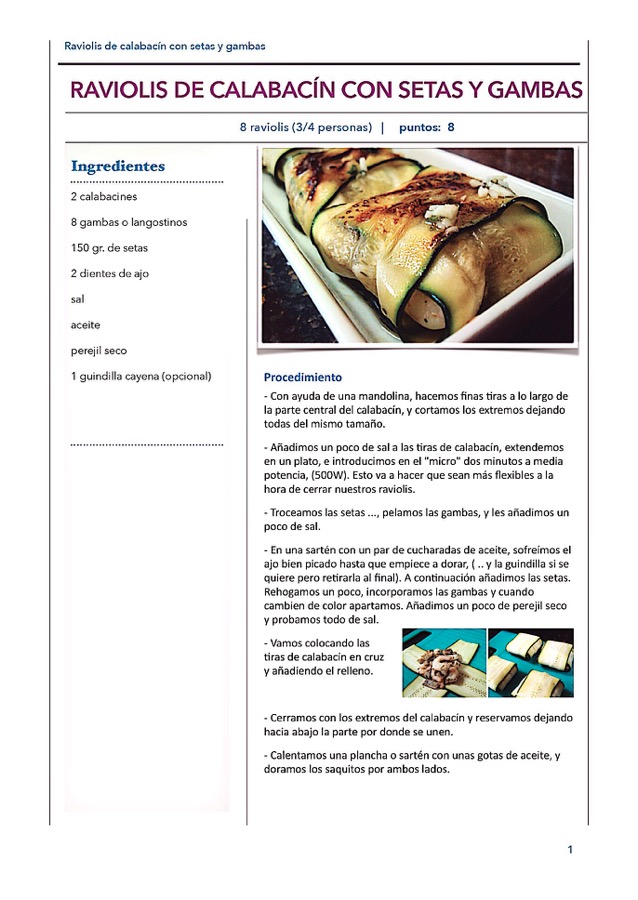 Raviolis de calabacín con setas y gambas
RAVIOLIS DE CALABACÍN CON SETAS Y GAMBAS
8 raviolis (3/4 personas) | puntos: 8
Ingredientes
2 calabacines
8 gambas o langostinos
150 gr. de setas
2 dientes de ajo
sal
aceite
perejil seco
1 guindilla cayena (opcional)
Procedimiento
- Con ayuda de una mandolina, hacemos finas tiras a lo largo de
la parte central del calabacín, y cortamos los extremos dejando
todas del mismo tamaño.
- Añadimos un poco de sal a las tiras de calabacín, extendemos
en un plato, e introducimos en el "micro" dos minutos a media
potencia, (500W). Esto va a hacer que sean más flexibles a la
hora de cerrar nuestros raviolis.
- Troceamos las setas ..., pelamos las gambas, y les añadimos un
poco de sal.
- En una sartén con un par de cucharadas de aceite, sofreímos el
ajo bien picado hasta que empiece a dorar, ( .. y la guindilla si se
quiere pero retirarla al final). A continuación añadimos las setas.
Rehogamos un poco, incorporamos las gambas y cuando
cambien de color apartamos. Añadimos un poco de perejil seco
y probamos todo de sal.
- Vamos colocando las
tiras de calabacín en cruz
y añadiendo el relleno.
- Cerramos con los extremos del calabacín y reservamos dejando
hacia abajo la parte por donde se unen.
- Calentamos una plancha o sartén con unas gotas de aceite, y
doramos los saquitos por ambos lados.
1